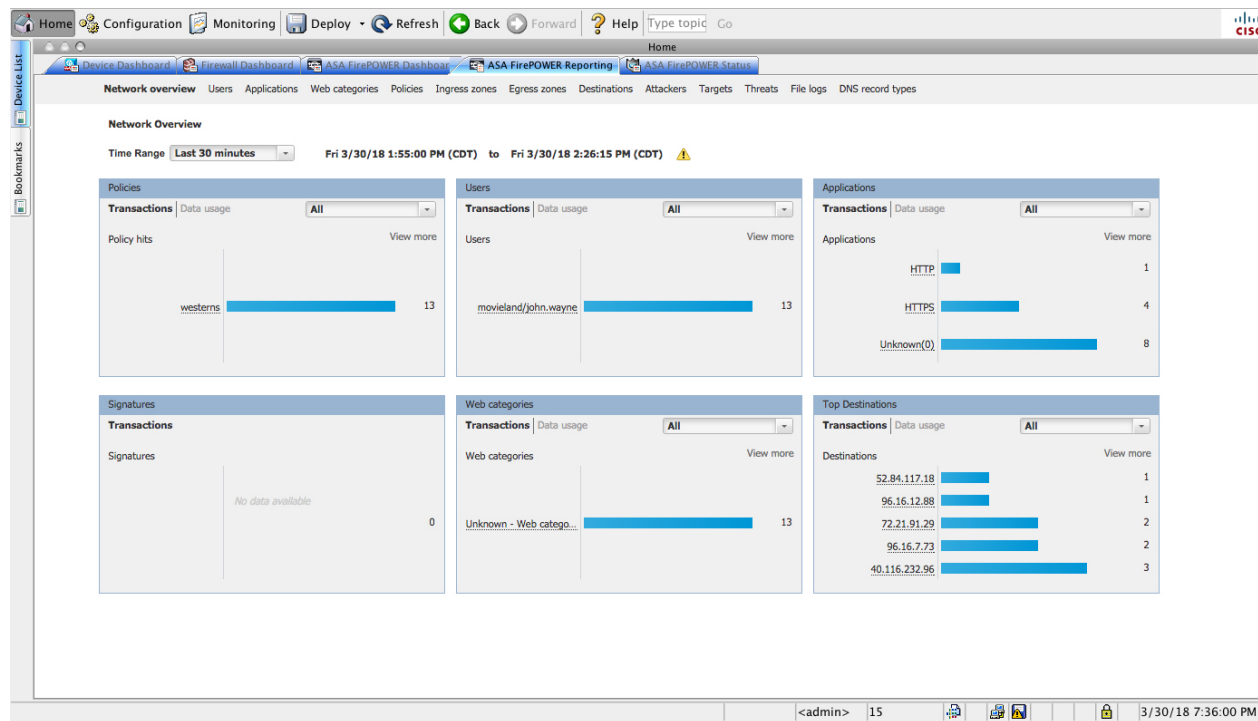 Home Configuration Monitoring Deploy Refresh Back Forward Help Type topic Go
CISCO
Home
Device List
Bookmarks
Device Dashboard Firewall Dashboard ASA FirePOWER Dashboar ASA FirePOWER Reporting ASA FirePOWER Status
Network overview Users Applications Web categories Policies Ingress zones Egress zones Destinations Attackers Targets Threats File logs DNS record types
Network Overview
Time Range Last 30 minutes Fri 3/30/18 1:55:00 PM (CDT) to Fri 3/30/18 2:26:15 PM (CDT)
Policies
Transactions Data usage All
Policy hits View more
westerns 13
Users
Transactions Data usage All
Users View more
movieland/john.wayne 13
Applications
Transactions Data usage All
Applications View more
HTTP 1
HTTPS 4
Unknown(0) 8
Signatures
Transactions
Signatures
No data available
0
Web categories
Transactions Data usage All
Web categories View more
Unknown - Web catego... 13
Top Destinations
Transactions Data usage All
Destinations View more
52.84.117.18 1
96.16.12.88 1
72.21.91.29 2
96.16.7.73 2
40.116.232.96 3
<admin> 15 3/30/18 7:36:00 PM